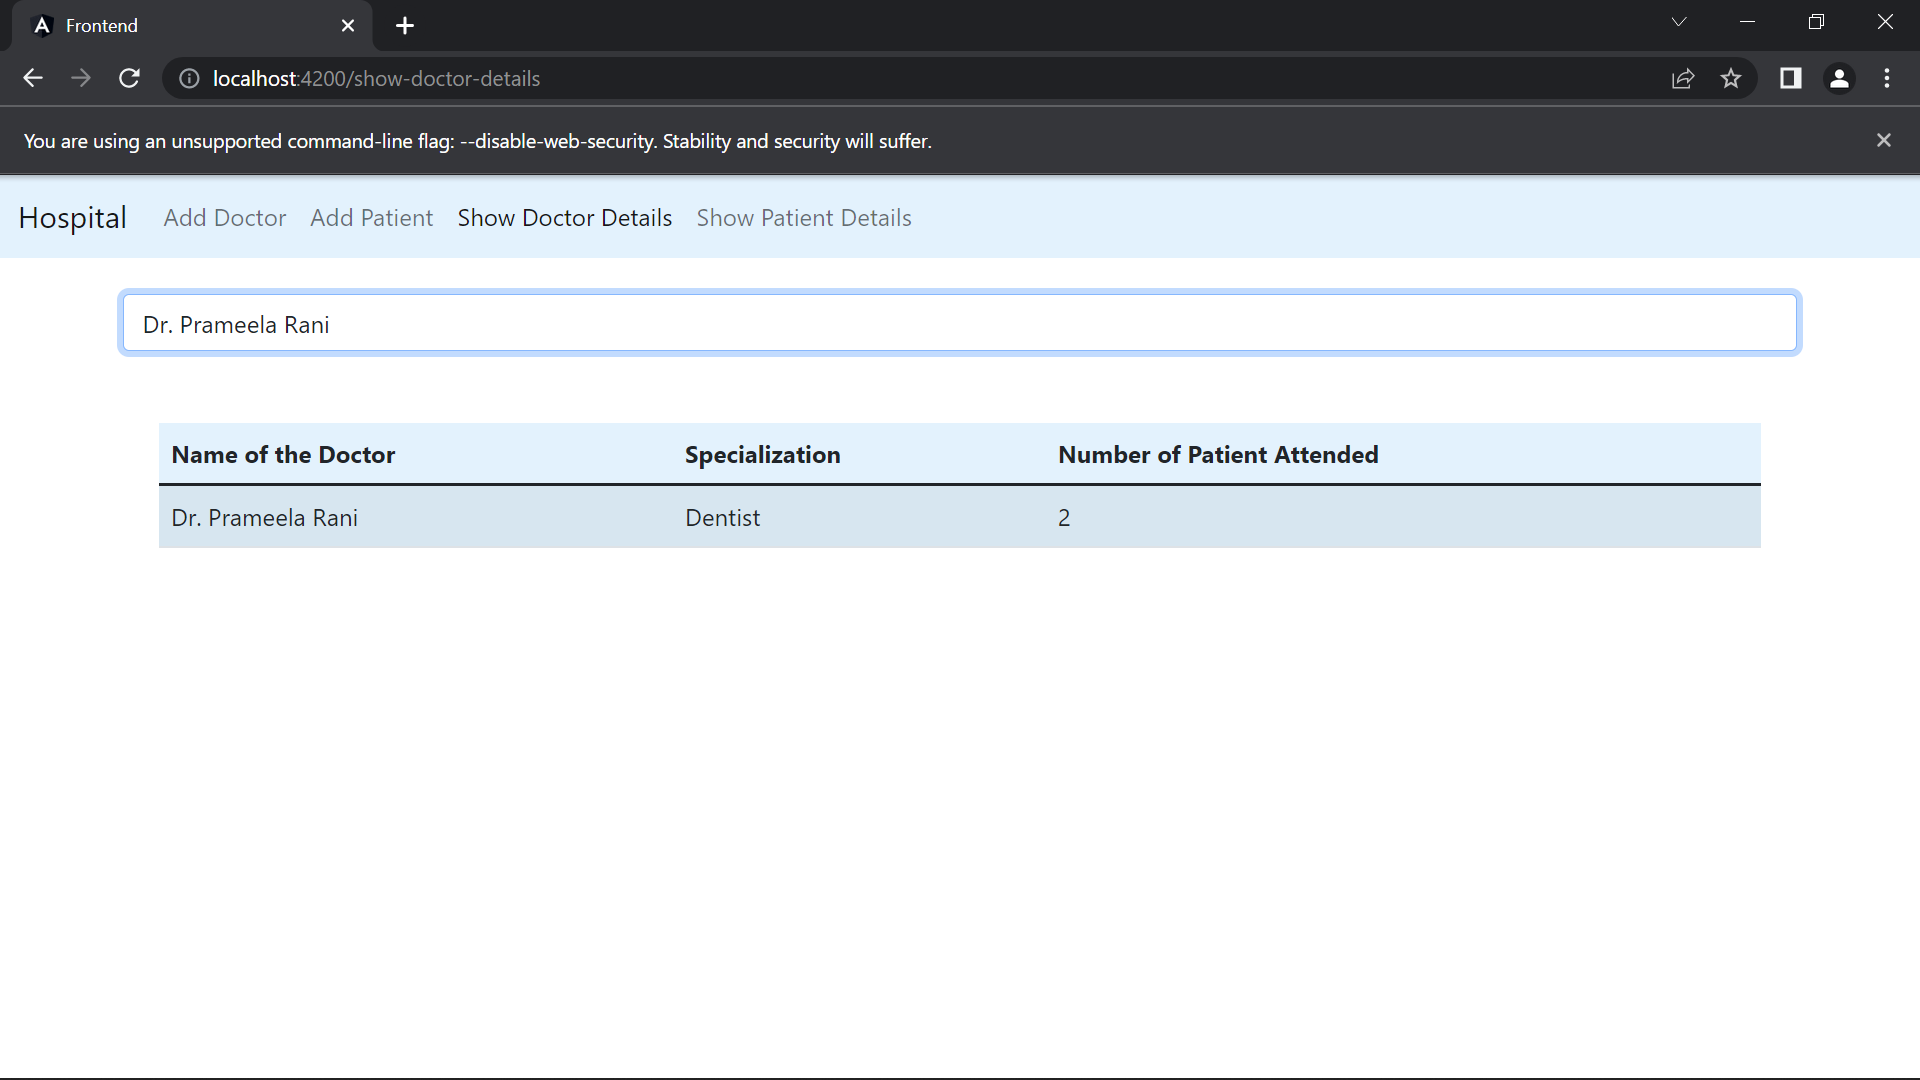 Frontend
localhost:4200/show-doctor-details
You are using an unsupported command-line flag: --disable-web-security. Stability and security will suffer.
Hospital Add Doctor Add Patient Show Doctor Details Show Patient Details
Dr. Prameela Rani
Name of the Doctor Specialization Number of Patient Attended
Dr. Prameela Rani Dentist 2